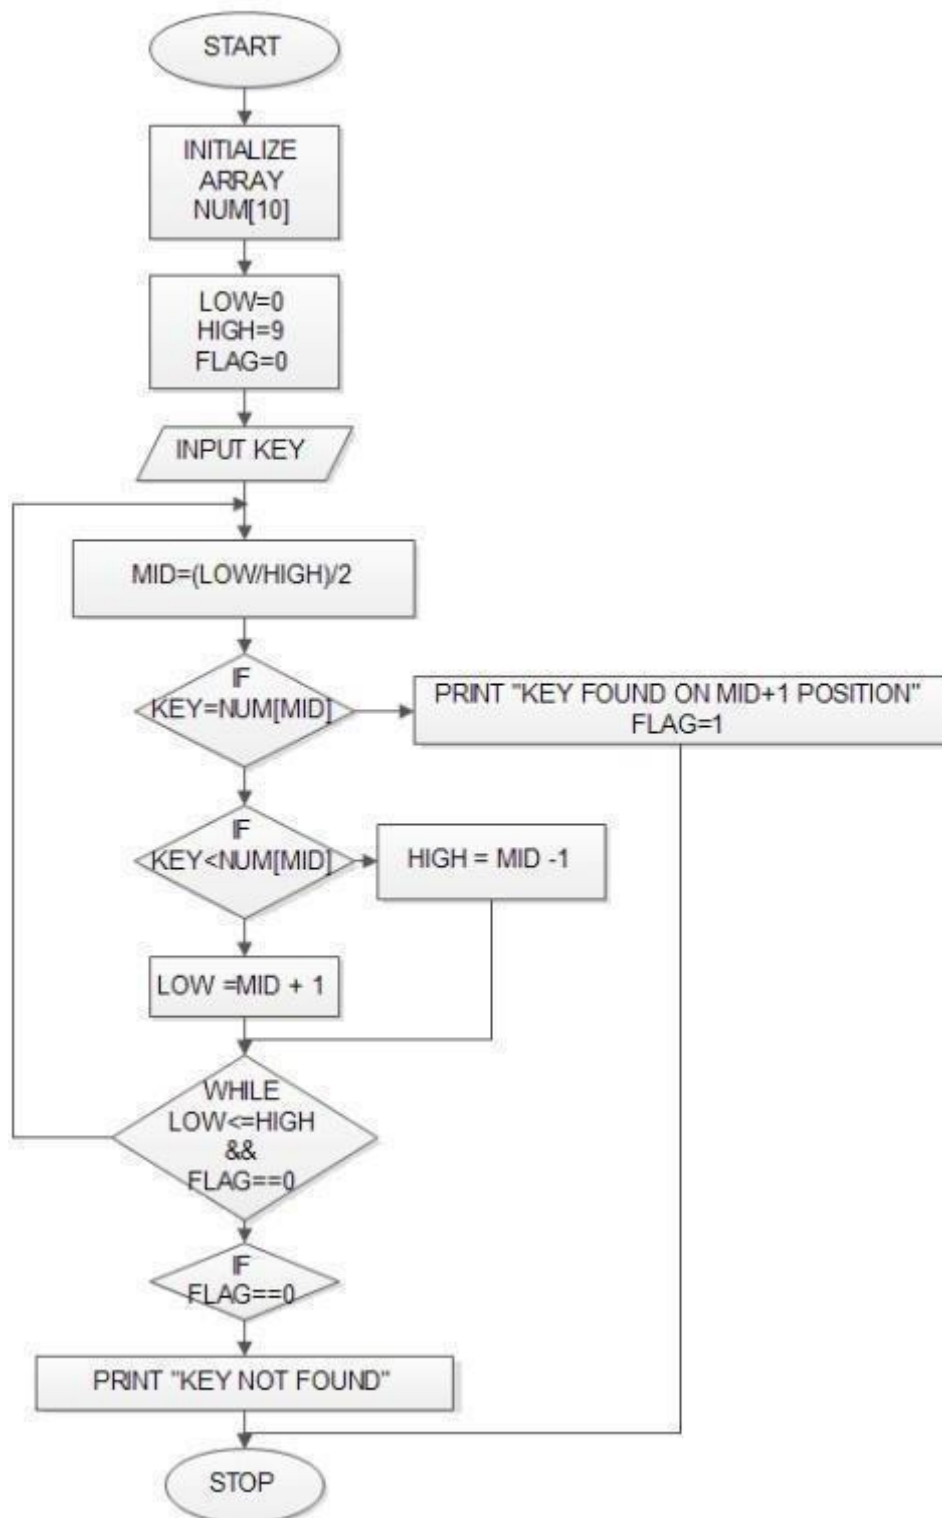 START
INITIALIZE
ARRAY
NUM[10]
LOW=0
HIGH=9
FLAG=0
INPUT KEY
MID=(LOW/HIGH)/2
IF
KEY=NUM[MID]
PRINT "KEY FOUND ON MID+1 POSITION"
FLAG=1
IF
KEY<NUM[MID]
HIGH = MID -1
LOW =MID + 1
WHILE
LOW<=HIGH
&&
FLAG==0
IF
FLAG==0
PRINT "KEY NOT FOUND"
STOP